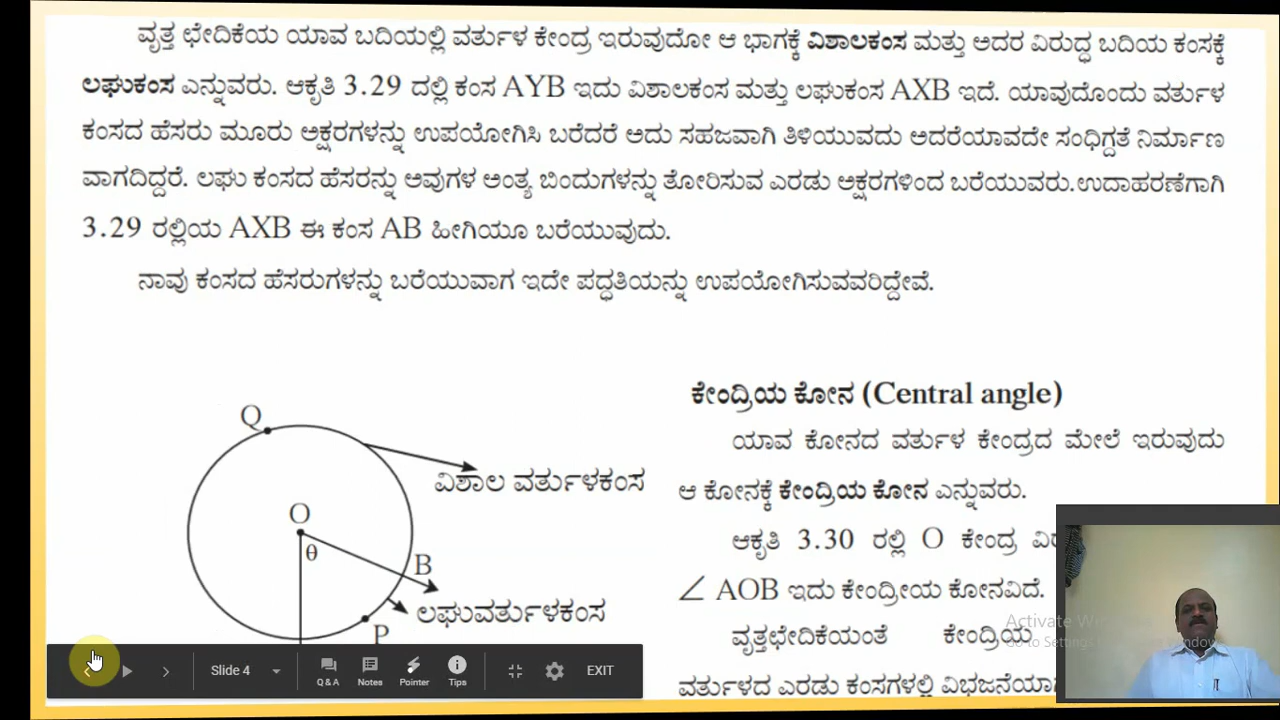 ವೃತ್ತ ಛೇದಿಕೆಯ ಯಾವ ಬದಿಯಲ್ಲಿ ವರ್ತುಳ ಕೇಂದ್ರ ಇರುವುದೋ ಆ ಭಾಗಕ್ಕೆ ವಿಶಾಲಕಂಸ ಮತ್ತು ಅದರ ವಿರುದ್ಧ ಬದಿಯ ಕಂಸಕ್ಕೆ
ಲಘುಕಂಸ ಎನ್ನುವರು. ಆಕೃತಿ 3.29 ದಲ್ಲಿ ಕಂಸ AYB ಇದು ವಿಶಾಲಕಂಸ ಮತ್ತು ಲಘುಕಂಸ AXB ಇದೆ. ಯಾವುದೊಂದು ವರ್ತುಳ
ಕಂಸದ ಹೆಸರು ಮೂರು ಅಕ್ಷರಗಳನ್ನು ಉಪಯೋಗಿಸಿ ಬರೆದರೆ ಅದು ಸಹಜವಾಗಿ ತಿಳಿಯುವದು ಅದರೆಯಾವದೇ ಸಂಧಿಗ್ದತೆ ನಿರ್ಮಾಣ
ವಾಗದಿದ್ದರೆ. ಲಘು ಕಂಸದ ಹೆಸರನ್ನು ಅವುಗಳ ಅಂತ್ಯ ಬಿಂದುಗಳನ್ನು ತೋರಿಸುವ ಎರಡು ಅಕ್ಷರಗಳಿಂದ ಬರೆಯುವರು.ಉದಾಹರಣೆಗಾಗಿ
3.29 ರಲ್ಲಿಯ AXB ಈ ಕಂಸ AB ಹೀಗಿಯೂ ಬರೆಯುವುದು.
ನಾವು ಕಂಸದ ಹೆಸರುಗಳನ್ನು ಬರೆಯುವಾಗ ಇದೇ ಪದ್ಧತಿಯನ್ನು ಉಪಯೋಗಿಸುವವರಿದ್ದೇವೆ.
ಕೇಂದ್ರಿಯ ಕೋನ (Central angle)
ಯಾವ ಕೋನದ ವರ್ತುಳ ಕೇಂದ್ರದ ಮೇಲೆ ಇರುವುದು
ಆ ಕೋನಕ್ಕೆ ಕೇಂದ್ರಿಯ ಕೋನ ಎನ್ನುವರು.
ಆಕೃತಿ 3.30 ರಲ್ಲಿ O ಕೇಂದ್ರ
∠ AOB ಇದು ಕೇಂದ್ರೀಯ ಕೋನವಿದೆ.
ವೃತ್ತಛೇದಿಕೆಯಂತೆ ಕೇಂದ್ರಿಯ
ವರ್ತುಳದ ಎರಡು ಕಂಸಗಳಲ್ಲಿ
Q
ವಿಶಾಲ ವರ್ತುಳಕಂಸ
O
θ
B
ಲಘುವರ್ತುಳಕಂಸ
P
Slide 4
Q & A
Notes
Pointer
Tips
EXIT
Activate
Go to Settings